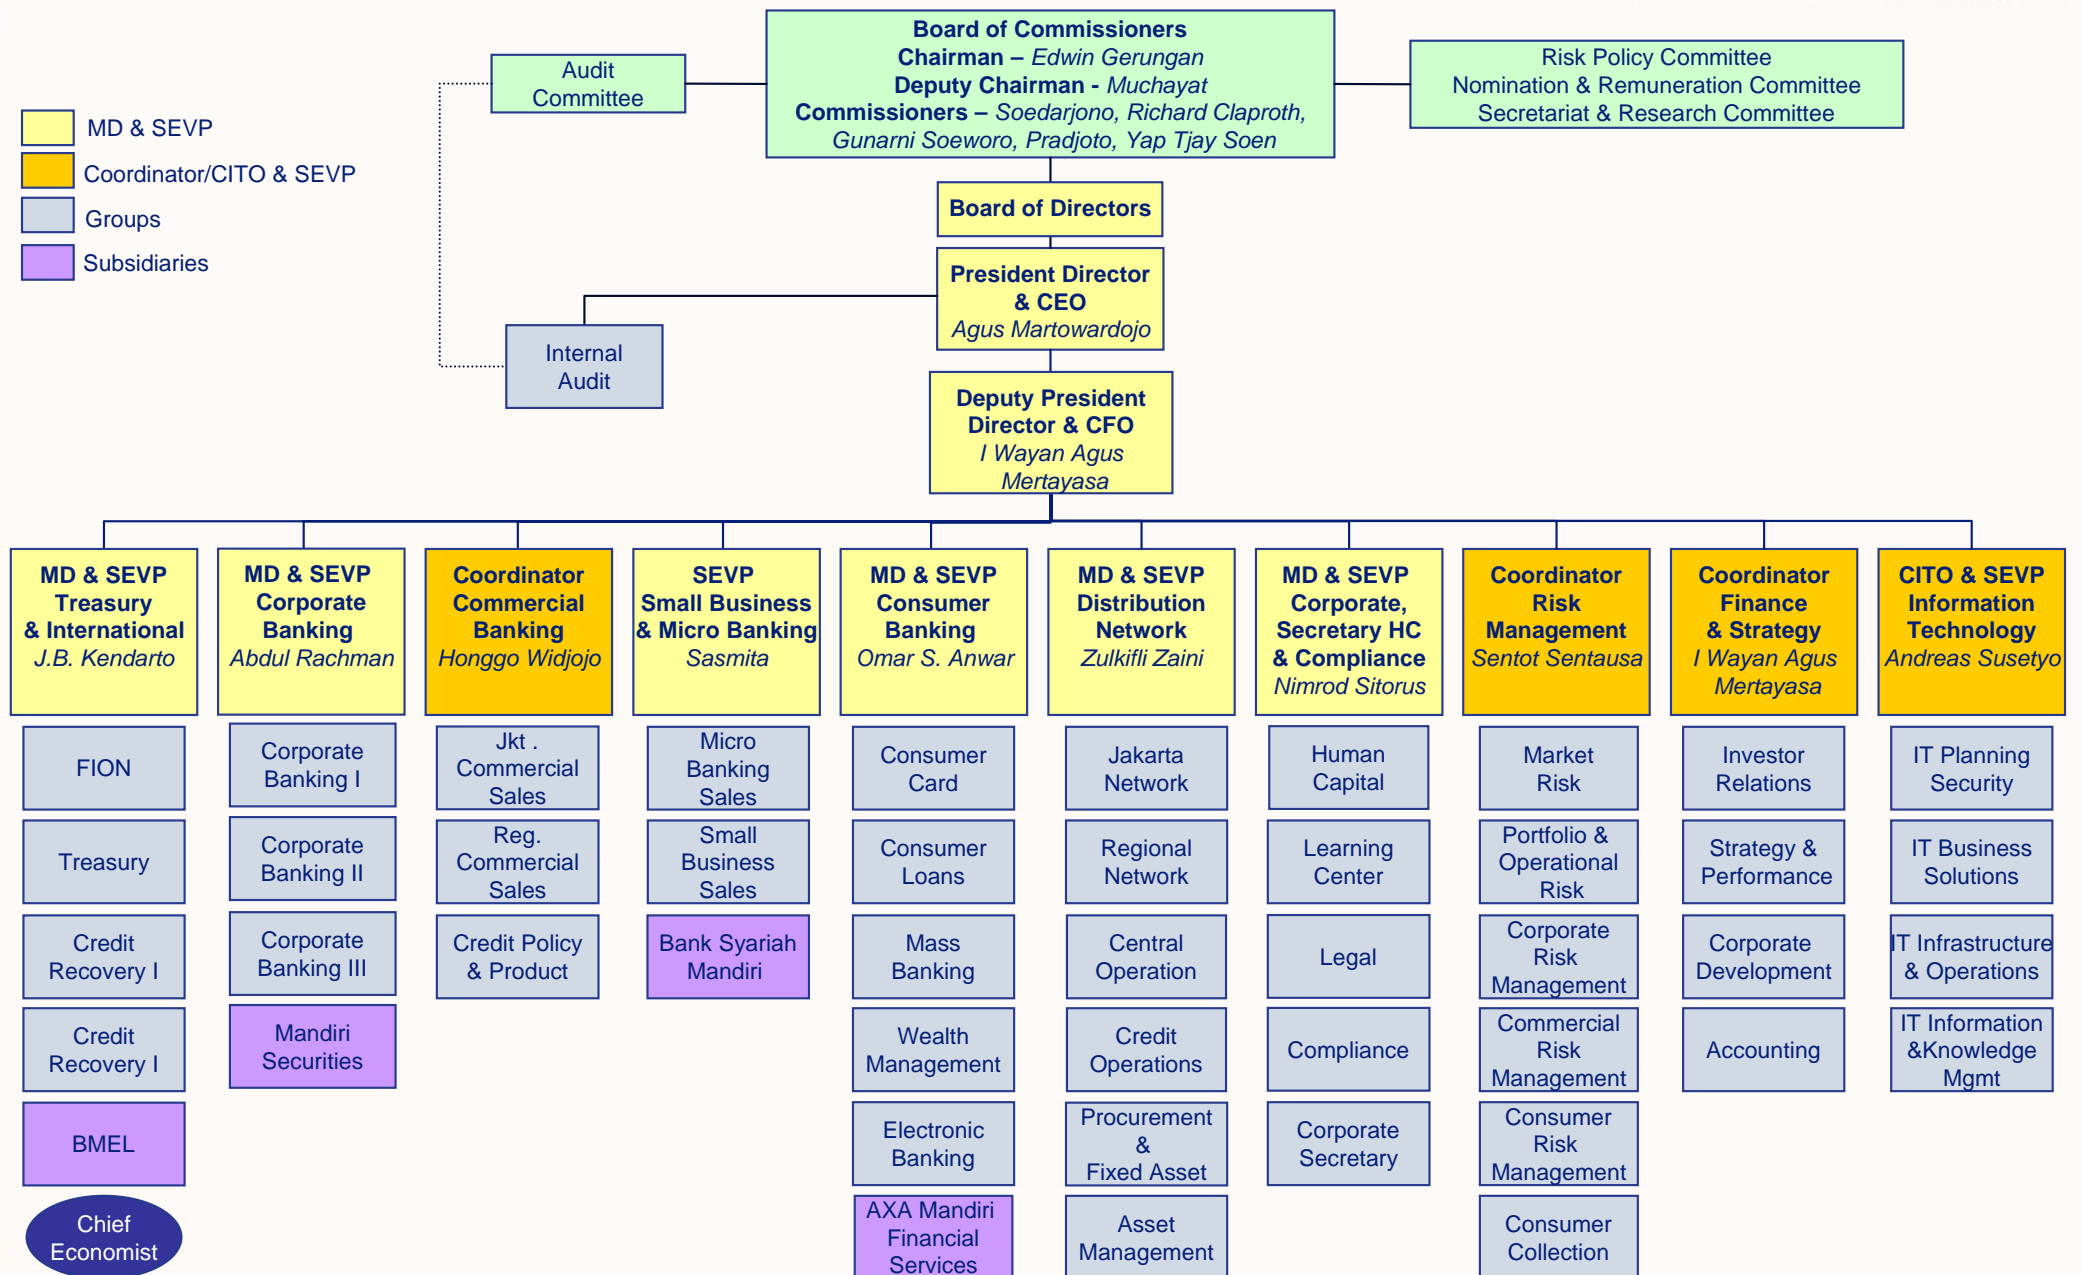 Board of Commissioners
Chairman – Edwin Gerungan
Deputy Chairman - Muchayat
Commissioners – Soedarjono, Richard Claproth,
Gunarni Soeworo, Pradjoto, Yap Tjay Soen
Audit
Committee
Risk Policy Committee
Nomination & Remuneration Committee
Secretariat & Research Committee
MD & SEVP
Coordinator/CITO & SEVP
Groups
Subsidiaries
Board of Directors
President Director
& CEO
Agus Martowardojo
Internal
Audit
Deputy President
Director & CFO
I Wayan Agus
Mertayasa
MD & SEVP
Treasury
& International
J.B. Kendarto
FION
Treasury
Credit
Recovery I
Credit
Recovery I
BMEL
Chief
Economist
MD & SEVP
Corporate
Banking
Abdul Rachman
Corporate
Banking I
Corporate
Banking II
Corporate
Banking III
Mandiri
Securities
Coordinator
Commercial
Banking
Honggo Widjojo
Jkt .
Commercial
Sales
Reg.
Commercial
Sales
Credit Policy
& Product
SEVP
Small Business
& Micro Banking
Sasmita
Micro
Banking
Sales
Small
Business
Sales
Bank Syariah
Mandiri
MD & SEVP
Consumer
Banking
Omar S. Anwar
Consumer
Card
Consumer
Loans
Mass
Banking
Wealth
Management
Electronic
Banking
AXA Mandiri
Financial
Services
MD & SEVP
Distribution
Network
Zulkifli Zaini
Jakarta
Network
Regional
Network
Central
Operation
Credit
Operations
Procurement
&
Fixed Asset
Asset
Management
MD & SEVP
Corporate,
Secretary HC
& Compliance
Nimrod Sitorus
Human
Capital
Learning
Center
Legal
Compliance
Corporate
Secretary
Coordinator
Risk
Management
Sentot Sentausa
Market
Risk
Portfolio &
Operational
Risk
Corporate
Risk
Management
Commercial
Risk
Management
Consumer
Risk
Management
Consumer
Collection
Coordinator
Finance
& Strategy
I Wayan Agus
Mertayasa
Investor
Relations
Strategy &
Performance
Corporate
Development
Accounting
CITO & SEVP
Information
Technology
Andreas Susetyo
IT Planning
Security
IT Business
Solutions
IT Infrastructure
& Operations
IT Information
&Knowledge
Mgmt